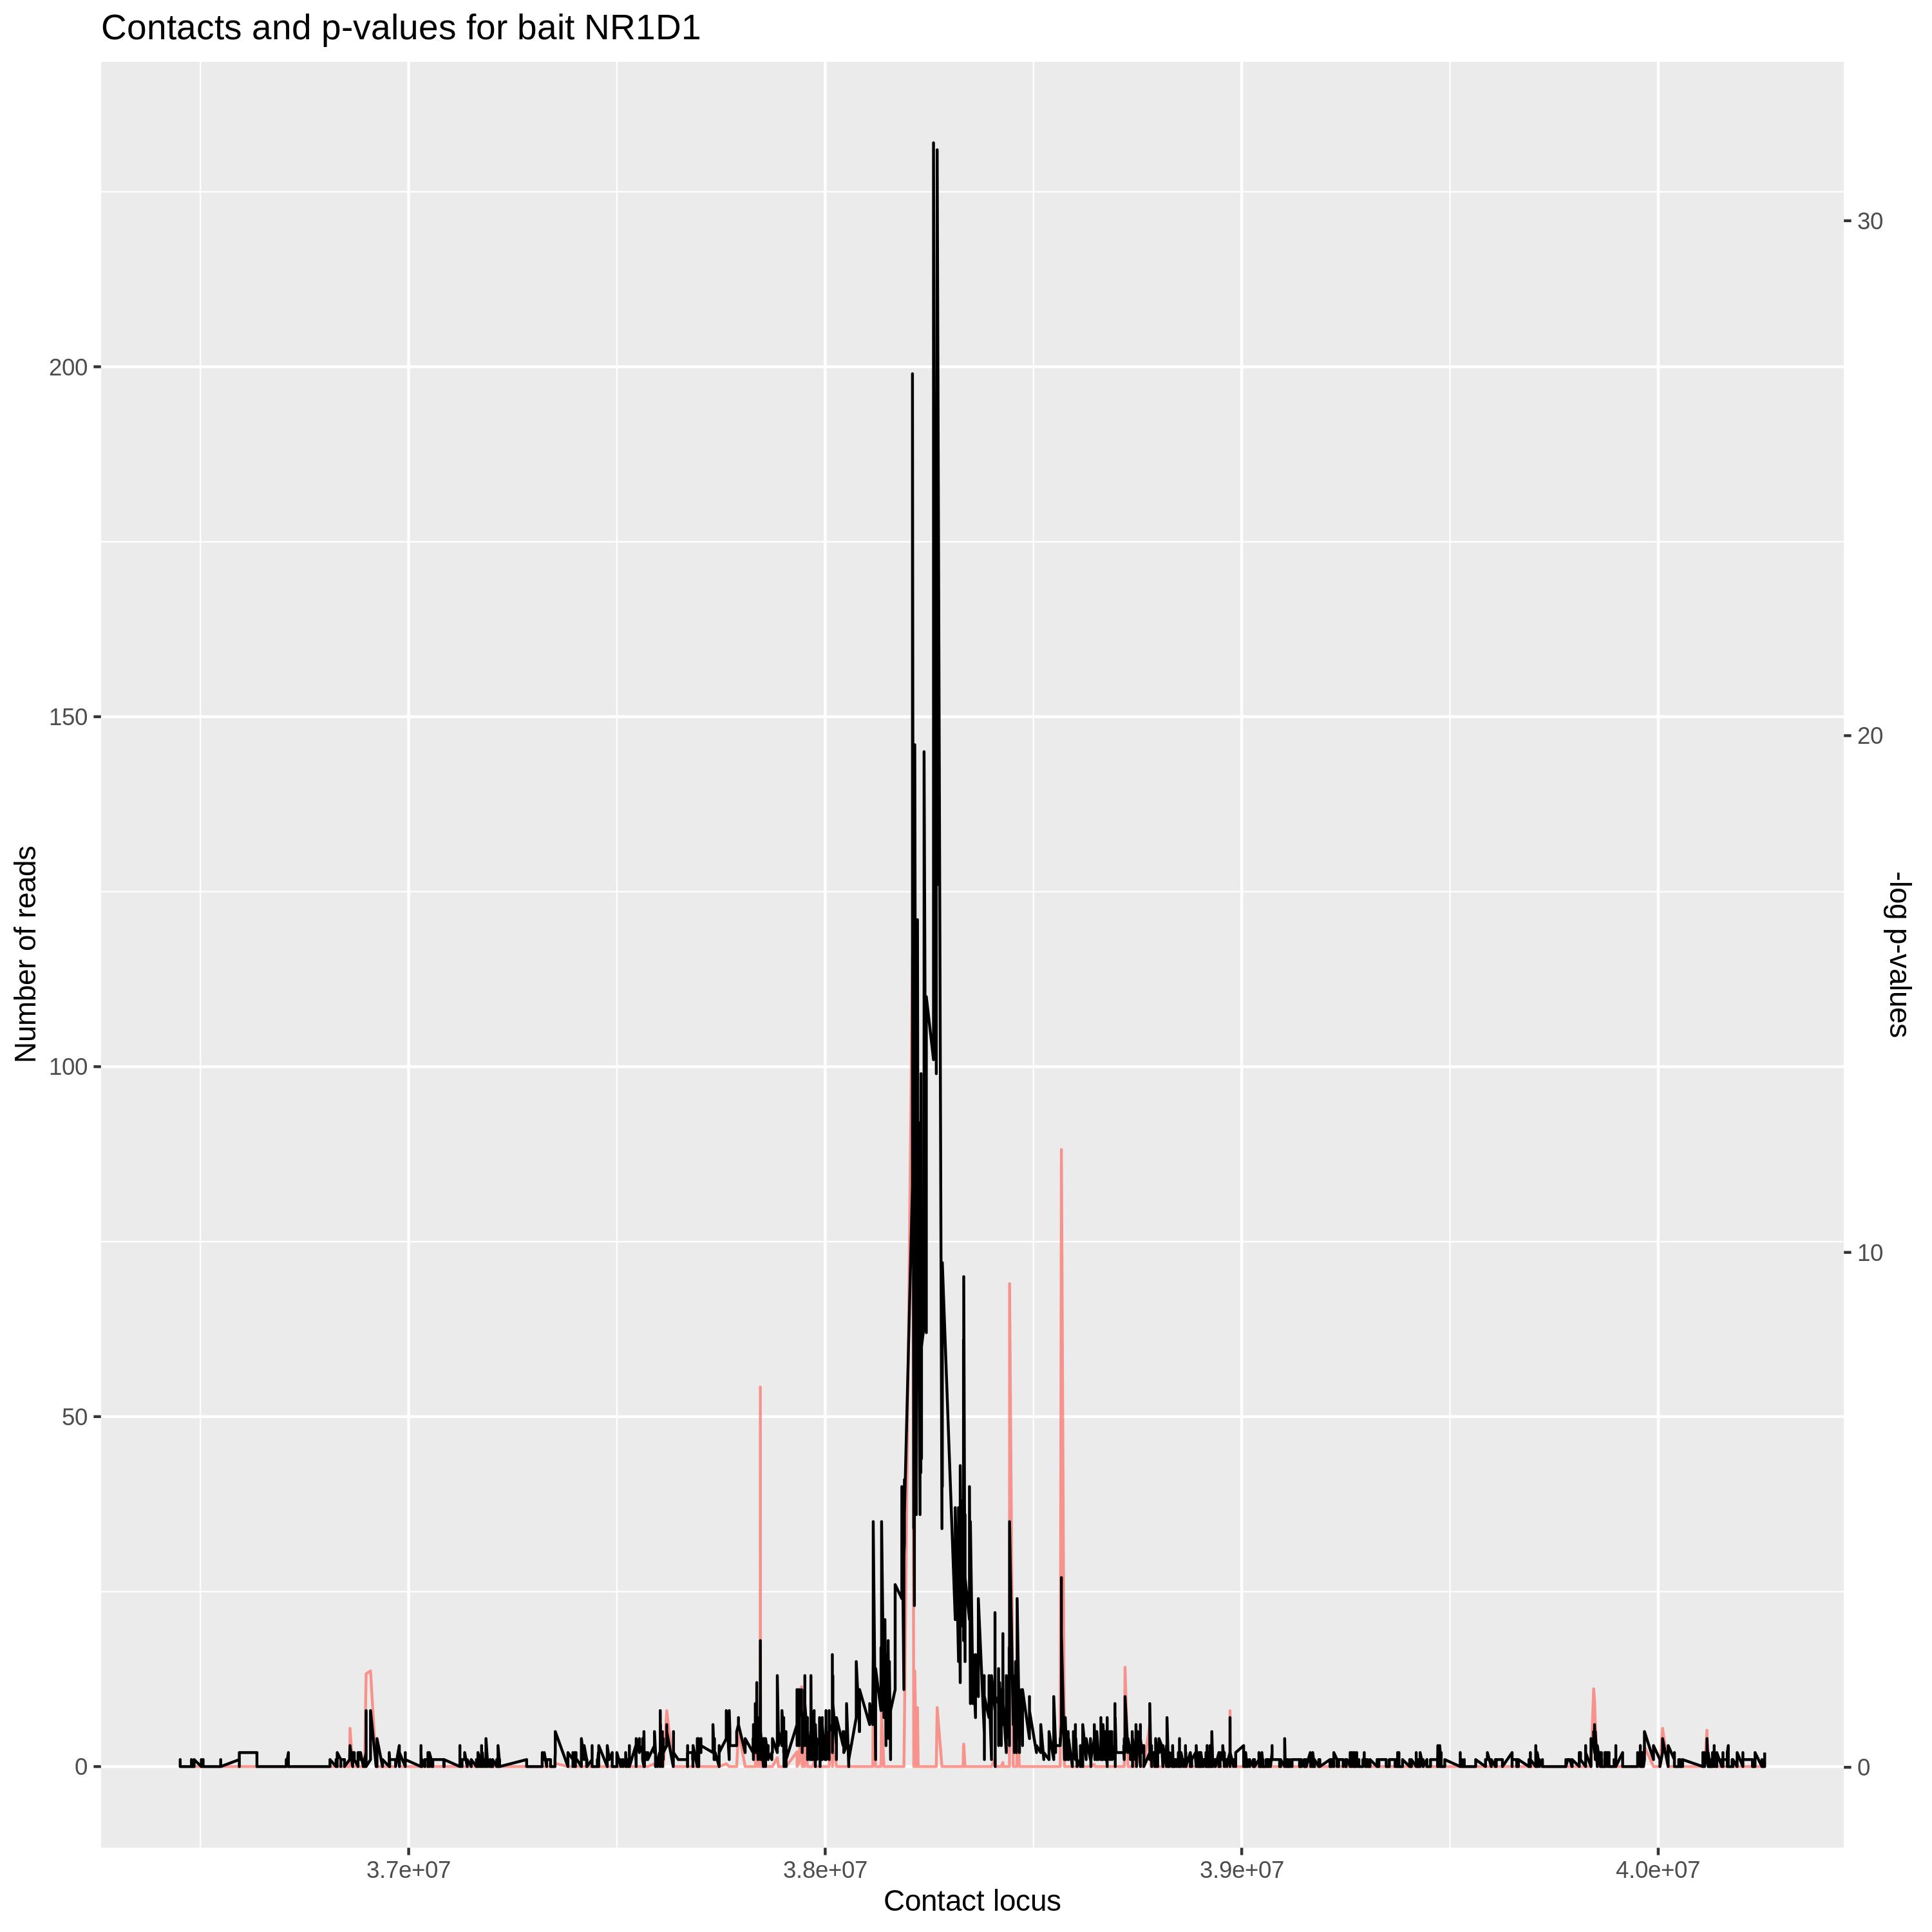 Contacts and p-values for bait NR1D1
Number of reads
200
150
100
50
0
30
20
10
0
-log p-values
3.7e+07
3.8e+07
3.9e+07
4.0e+07
Contact locus